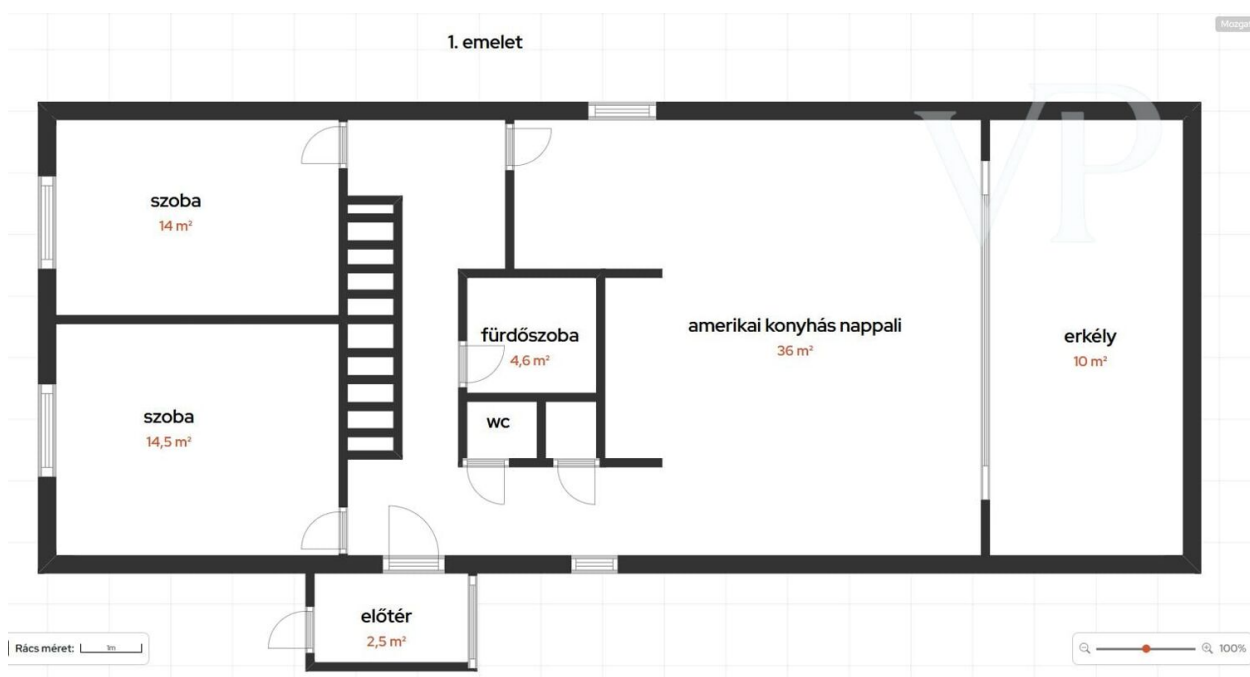 1. emelet
VP
szoba
14 m²
fürdőszoba
4,6 m²
amerikai konyhás nappali
36 m²
erkély
10 m²
szoba
14,5 m²
wc
előtér
2,5 m²
Rács méret: 1m
100%